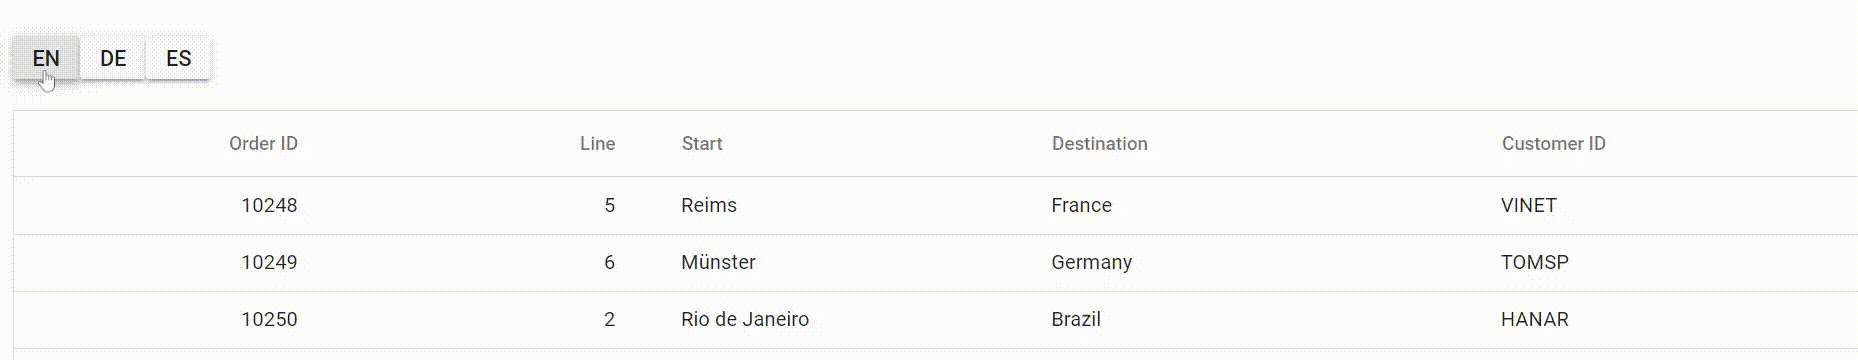 EN DE ES
Order ID Line Start Destination Customer ID
10248 5 Reims France VINET
10249 6 Münster Germany TOMSP
10250 2 Rio de Janeiro Brazil HANAR